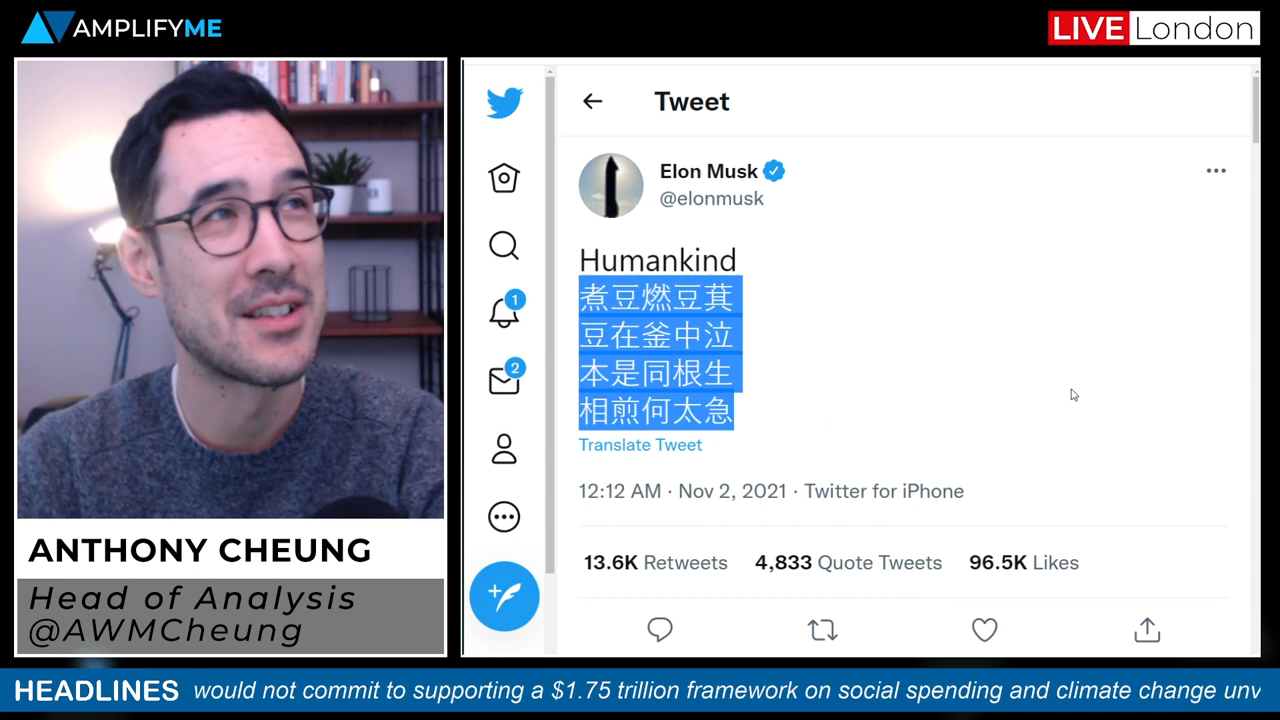 AMPLIFYME
LIVE London
Tweet
Elon Musk
@elonmusk
Humankind
煮豆燃豆萁
豆在釜中泣
本是同根生
相煎何太急
Translate Tweet
12:12 AM · Nov 2, 2021 · Twitter for iPhone
13.6K Retweets 4,833 Quote Tweets 96.5K Likes
1
2
ANTHONY CHEUNG
Head of Analysis
@AWMCheung
HEADLINES would not commit to supporting a $1.75 trillion framework on social spending and climate change unv